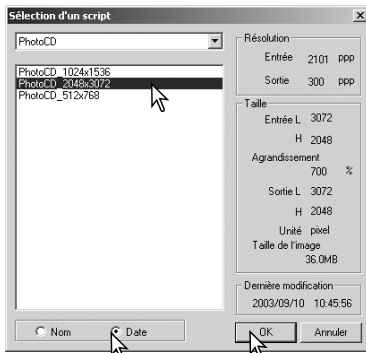 Sélection d'un script
PhotoCD
PhotoCD_1024x1536
PhotoCD_2048x3072
PhotoCD_512x768
Nom
Date
Résolution
Entrée 2101 ppp
Sortie 300 ppp
Taille
Entrée L 3072
H 2048
Agrandissement
700 %
Sortie L 3072
H 2048
Unité pixel
Taille de l'image
36.0MB
Dernière modification
2003/09/10 10:45:56
OK
Annuler